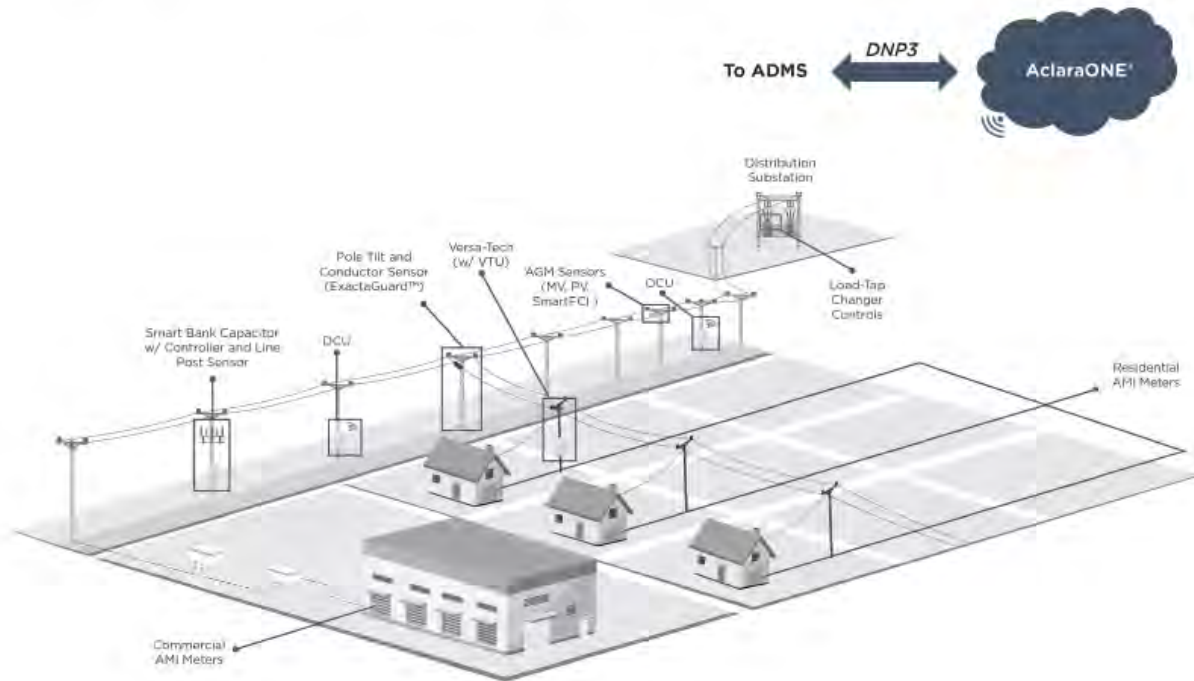 DNP3
To ADMS
AclaraONE®
Distribution
Substation
Versa-Tech
(w/ VTU)
Pole Tilt and
Conductor Sensor
(ExactaGuard™)
AGM Sensors
(MV, PV,
SmartFCI )
DCU
Load-Tap
Changer
Controls
Smart Bank Capacitor
w/ Controller and Line
Post Sensor
DCU
Residential
AMI Meters
Commercial
AMI Meters